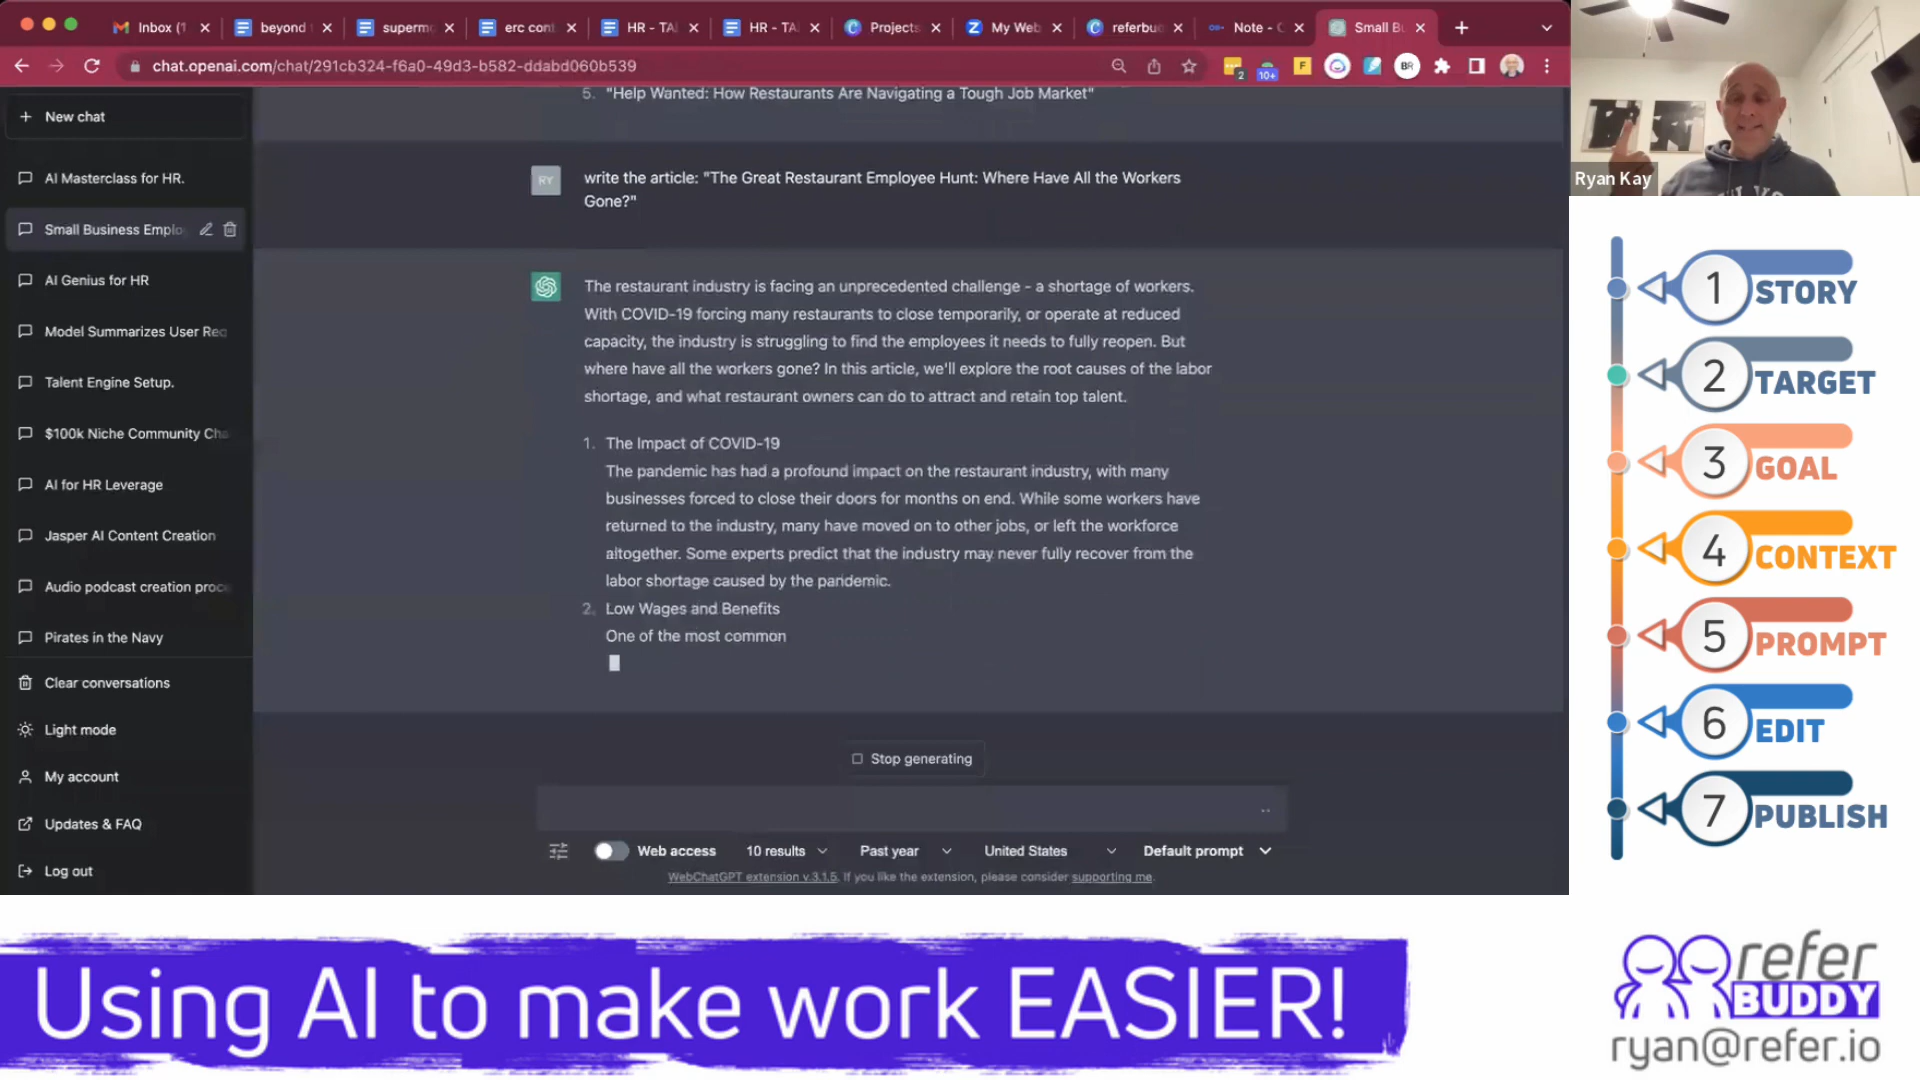 Inbox (1
beyond
superm
erc cont
HR - TA
HR - TA
Projects
My Web
referbu
Note - C
Small B
chat.openai.com/chat/291cb324-f6a0-49d3-b582-ddabd060b539
2
10+
F
BR
New chat
AI Masterclass for HR.
Small Business Emplo
AI Genius for HR
Model Summarizes User Req
Talent Engine Setup.
$100k Niche Community Cha
AI for HR Leverage
Jasper AI Content Creation
Audio podcast creation proce
Pirates in the Navy
Clear conversations
Light mode
My account
Updates & FAQ
Log out
5. "Help Wanted: How Restaurants Are Navigating a Tough Job Market"
RY
write the article: "The Great Restaurant Employee Hunt: Where Have All the Workers
Gone?"
The restaurant industry is facing an unprecedented challenge - a shortage of workers.
With COVID-19 forcing many restaurants to close temporarily, or operate at reduced
capacity, the industry is struggling to find the employees it needs to fully reopen. But
where have all the workers gone? In this article, we'll explore the root causes of the labor
shortage, and what restaurant owners can do to attract and retain top talent.
1. The Impact of COVID-19
The pandemic has had a profound impact on the restaurant industry, with many
businesses forced to close their doors for months on end. While some workers have
returned to the industry, many have moved on to other jobs, or left the workforce
altogether. Some experts predict that the industry may never fully recover from the
labor shortage caused by the pandemic.
2. Low Wages and Benefits
One of the most common
Stop generating
Web access
10 results
Past year
United States
Default prompt
WebChatGPT extension v.3.1.5. If you like the extension, please consider supporting me.
Ryan Kay
1 STORY
2 TARGET
3 GOAL
4 CONTEXT
5 PROMPT
6 EDIT
7 PUBLISH
Using AI to make work EASIER!
refer
BUDDY
ryan@refer.io